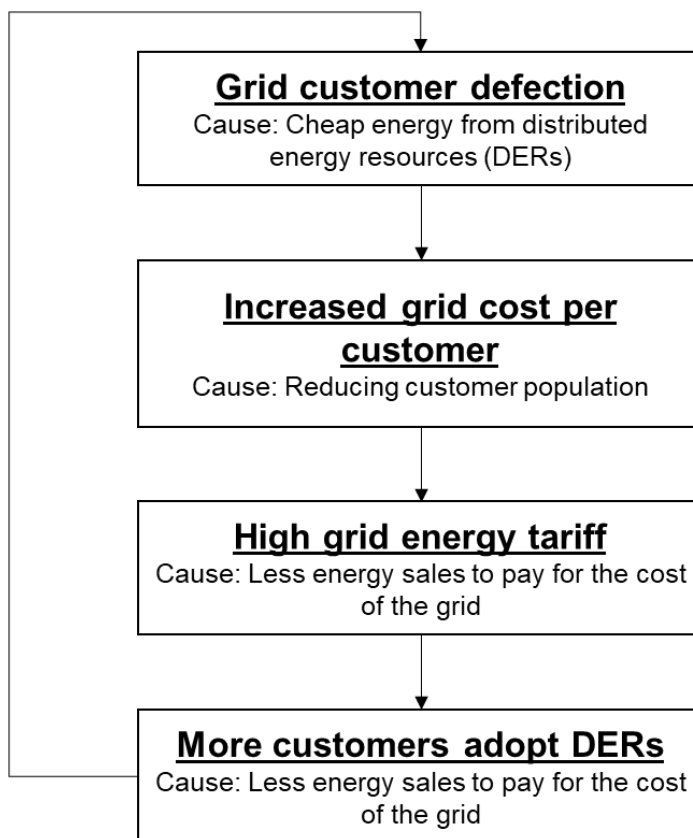 Grid customer defection
Cause: Cheap energy from distributed
energy resources (DERs)
Increased grid cost per
customer
Cause: Reducing customer population
High grid energy tariff
Cause: Less energy sales to pay for the cost
of the grid
More customers adopt DERs
Cause: Less energy sales to pay for the cost
of the grid